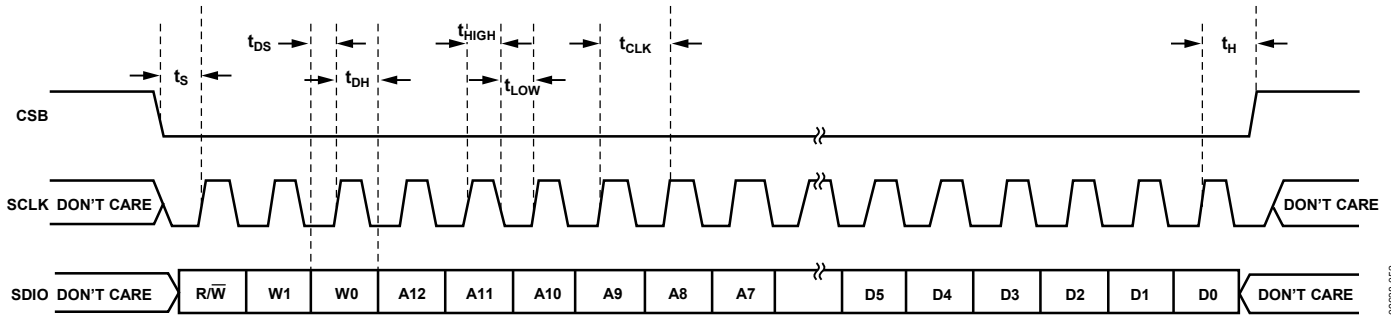 tDS
tHIGH
tCLK
tH
tS
tDH
tLOW
CSB
SCLK DON'T CARE
DON'T CARE
SDIO DON'T CARE R/W̅ W1 W0 A12 A11 A10 A9 A8 A7 D5 D4 D3 D2 D1 D0 DON'T CARE